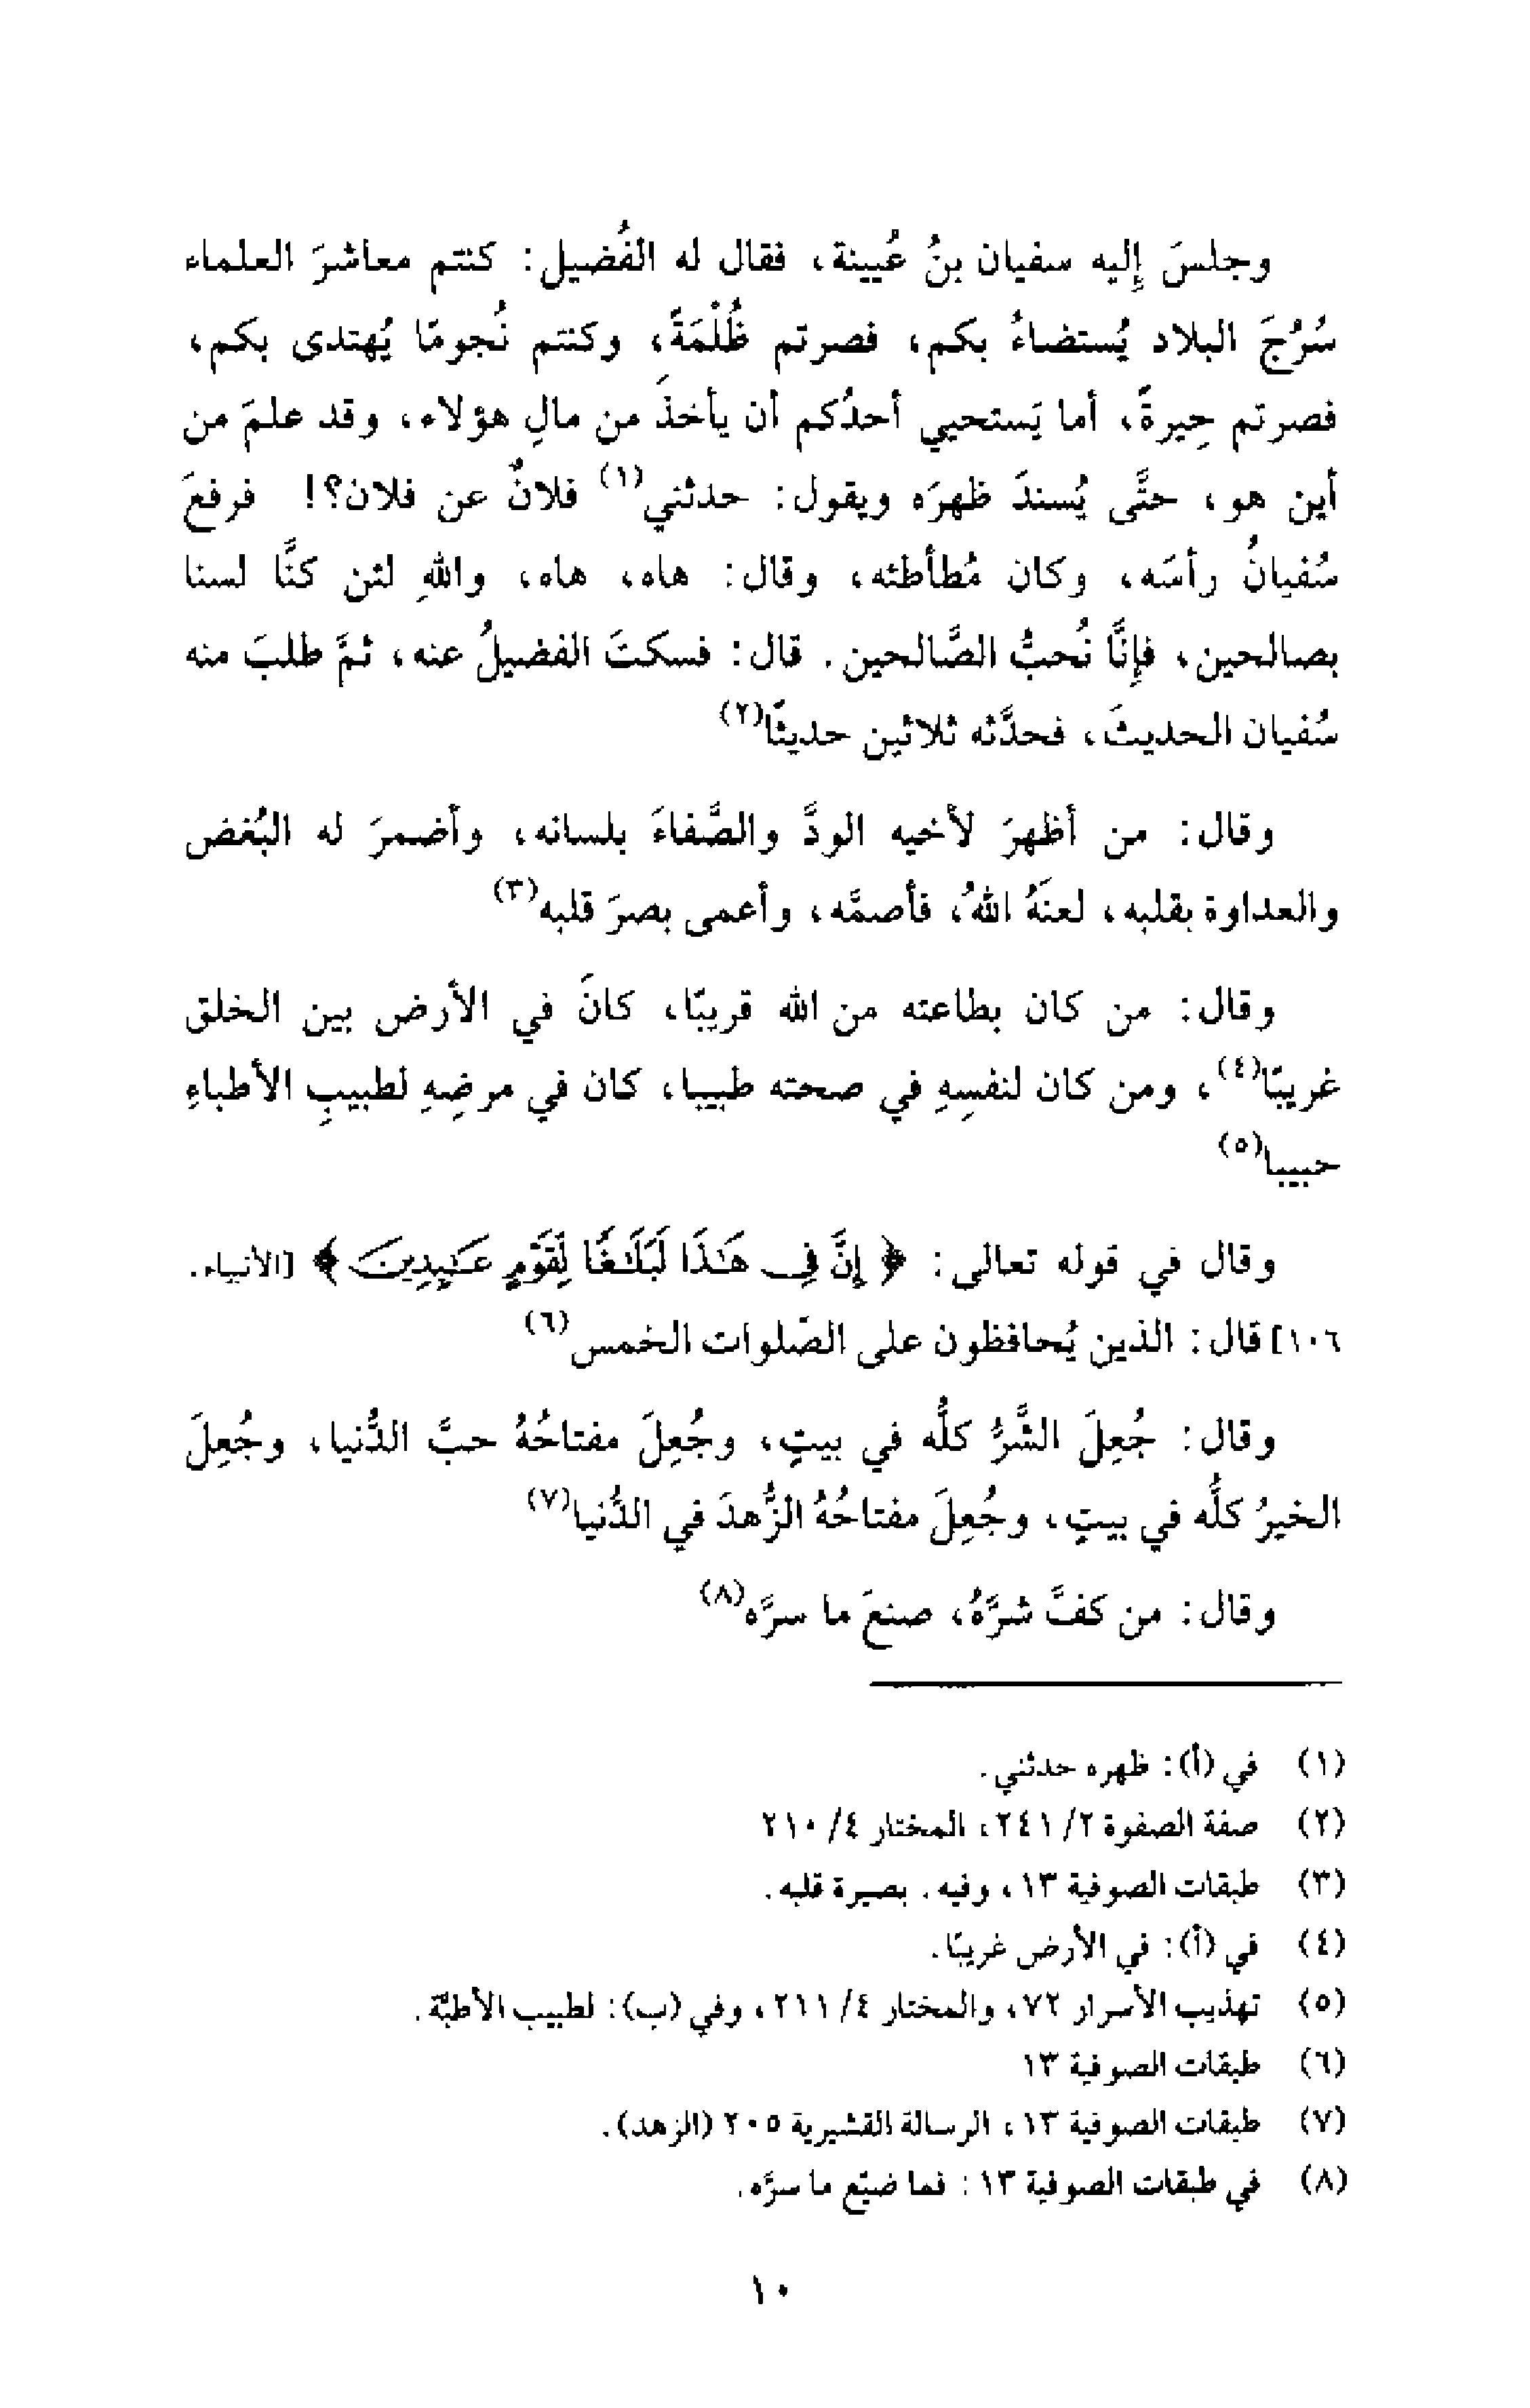 وجلسَ إليه سفيان بنُ عُيينة، فقال له الفُضيل: كنتم معاشرَ العلماء
سُرُجَ البلاد يُستضاءُ بكم، فصرتم ظُلْمَةً، وكنتم نُجومًا يُهتدى بكم،
فصرتم حِيرةً، أما يَستحيي أحدُكم أن يأخذَ من مالِ هؤلاء، وقد علمَ من
أين هو، حتَّى يُسندَ ظهرَه ويقول: حدثني(١) فلانٌ عن فلان؟! فرفعَ
سُفيانُ رأسَه، وكان مُطأطئه، وقال: هاه، هاه، واللهِ لئن كنَّا لسنا
بصالحين، فإنَّا نُحبُّ الصَّالحين. قال: فسكتَ الفضيلُ عنه، ثمَّ طلبَ منه
سُفيان الحديثَ، فحدَّثه ثلاثين حديثًا(٢)
وقال: من أظهرَ لأخيه الودَّ والصَّفاءَ بلسانه، وأضمرَ له البُغض
والعداوة بقلبه، لعنَهُ اللهُ، فأصمَّه، وأعمى بصرَ قلبه(٣)
وقال: من كان بطاعته من الله قريبًا، كانَ في الأرض بين الخلق
غريبًا(٤)، ومن كان لنفسِهِ في صحته طبيبا، كان في مرضِهِ لطبيبِ الأطباءِ
حبيبا(٥)
وقال في قوله تعالى: ﴿ إِنَّ فِى هَـٰذَا لَبَلَـٰغًا لِّقَوْمٍ عَـٰبِدِينَ ﴾ [الأنبياء.
١٠٦] قال: الذين يُحافظون على الصّلوات الخمس(٦)
وقال: جُعِلَ الشَّرُّ كلُّه في بيتٍ، وجُعِلَ مفتاحُهُ حبَّ الدُّنيا، وجُعِلَ
الخيرُ كلُّه في بيتٍ، وجُعِلَ مفتاحُهُ الزُّهدَ في الدُّنيا(٧)
وقال: من كفَّ شرَّهُ، صنعَ ما سرَّه(٨)
(١) في (أ): ظهره حدثني.
(٢) صفة الصفوة ٢/ ٢٤١، المختار ٤/ ٢١٠
(٣) طبقات الصوفية ١٣، وفيه. بصيرة قلبه.
(٤) في (أ): في الأرض غريبًا.
(٥) تهذيب الأسرار ٧٢، والمختار ٤/ ٢١١، وفي (ب): لطبيب الأطبَّة.
(٦) طبقات الصوفية ١٣
(٧) طبقات الصوفية ١٣، الرسالة القشيرية ٢٠٥ (الزهد).
(٨) في طبقات الصوفية ١٣: فما ضيّع ما سرَّه.
١٠